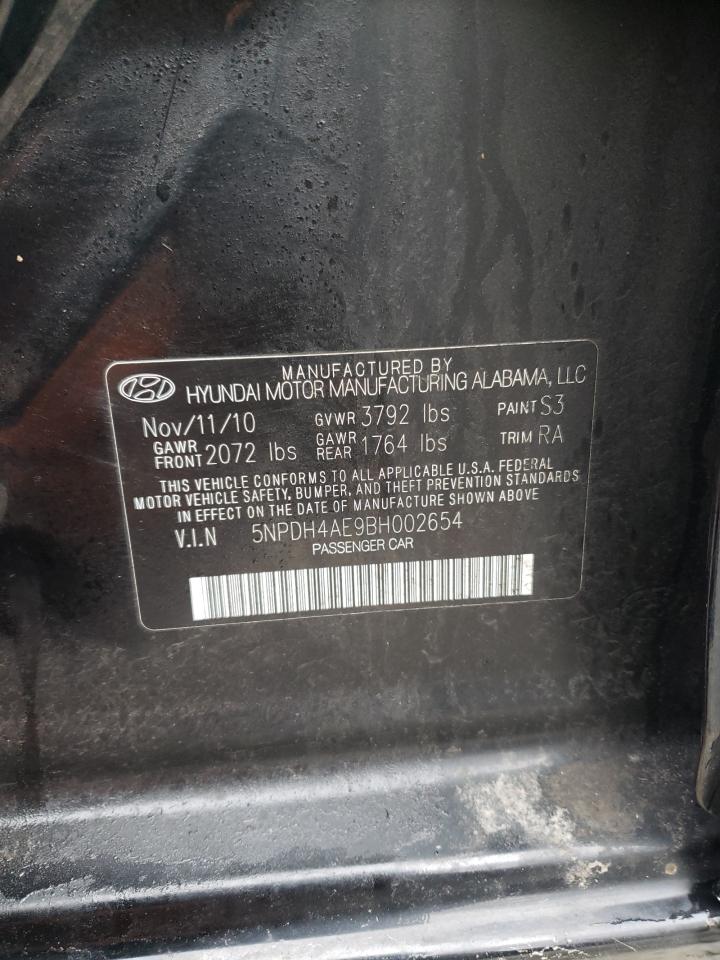 MANUFACTURED BY
HYUNDAI MOTOR MANUFACTURING ALABAMA, LLC
Nov/11/10 GVWR 3792 lbs PAINT S3
GAWR FRONT 2072 lbs GAWR REAR 1764 lbs TRIM RA
THIS VEHICLE CONFORMS TO ALL APPLICABLE U.S.A. FEDERAL
MOTOR VEHICLE SAFETY, BUMPER, AND THEFT PREVENTION STANDARDS
IN EFFECT ON THE DATE OF MANUFACTURE SHOWN ABOVE
V.I.N 5NPDH4AE9BH002654
PASSENGER CAR